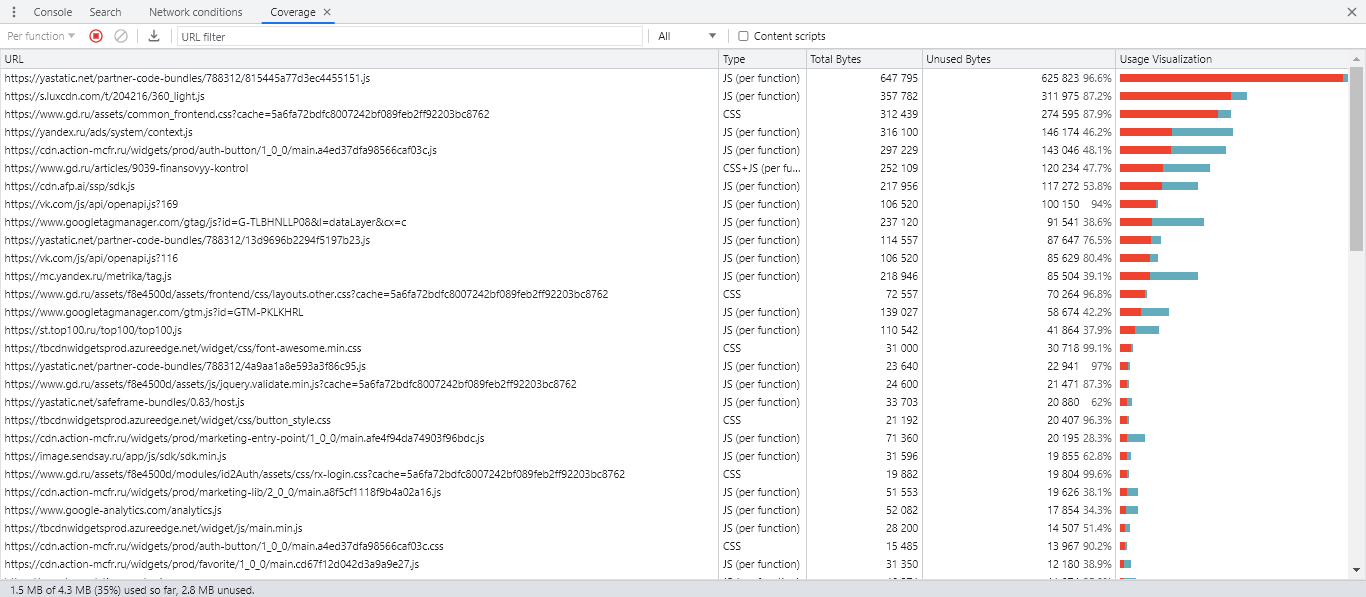 Console Search Network conditions Coverage
Per function URL filter All Content scripts
URL Type Total Bytes Unused Bytes Usage Visualization
https://yastatic.net/partner-code-bundles/788312/815445a77d3ec4455151.js JS (per function) 647 795 625 823 96.6%
https://s.luxcdn.com/t/204216/360_light.js JS (per function) 357 782 311 975 87.2%
https://www.gd.ru/assets/common_frontend.css?cache=5a6fa72bdfc8007242bf089feb2ff92203bc8762 CSS 312 439 274 595 87.9%
https://yandex.ru/ads/system/context.js JS (per function) 316 100 146 174 46.2%
https://cdn.action-mcfr.ru/widgets/prod/auth-button/1_0_0/main.a4ed37dfa98566caf03c.js JS (per function) 297 229 143 046 48.1%
https://www.gd.ru/articles/9039-finansovyy-kontrol CSS+JS (per fu... 252 109 120 234 47.7%
https://cdn.afp.ai/ssp/sdk.js JS (per function) 217 956 117 272 53.8%
https://vk.com/js/api/openapi.js?169 JS (per function) 106 520 100 150 94%
https://www.googletagmanager.com/gtag/js?id=G-TLBHNLLP08&l=dataLayer&cx=c JS (per function) 237 120 91 541 38.6%
https://yastatic.net/partner-code-bundles/788312/13d9696b2294f5197b23.js JS (per function) 114 557 87 647 76.5%
https://vk.com/js/api/openapi.js?116 JS (per function) 106 520 85 629 80.4%
https://mc.yandex.ru/metrika/tag.js JS (per function) 218 946 85 504 39.1%
https://www.gd.ru/assets/f8e4500d/assets/frontend/css/layouts.other.css?cache=5a6fa72bdfc8007242bf089feb2ff92203bc8762 CSS 72 557 70 264 96.8%
https://www.googletagmanager.com/gtm.js?id=GTM-PKLKHRL JS (per function) 139 027 58 674 42.2%
https://st.top100.ru/top100/top100.js JS (per function) 110 542 41 864 37.9%
https://tbcdnwidgetsprod.azureedge.net/widget/css/font-awesome.min.css CSS 31 000 30 718 99.1%
https://yastatic.net/partner-code-bundles/788312/4a9aa1a8e593a3f86c95.js JS (per function) 23 640 22 941 97%
https://www.gd.ru/assets/f8e4500d/assets/js/jquery.validate.min.js?cache=5a6fa72bdfc8007242bf089feb2ff92203bc8762 JS (per function) 24 600 21 471 87.3%
https://yastatic.net/safeframe-bundles/0.83/host.js JS (per function) 33 703 20 880 62%
https://tbcdnwidgetsprod.azureedge.net/widget/css/button_style.css CSS 21 192 20 407 96.3%
https://cdn.action-mcfr.ru/widgets/prod/marketing-entry-point/1_0_0/main.afe4f94da74903f96bdc.js JS (per function) 71 360 20 195 28.3%
https://image.sendsay.ru/app/js/sdk/sdk.min.js JS (per function) 31 596 19 855 62.8%
https://www.gd.ru/assets/f8e4500d/modules/id2Auth/assets/css/rx-login.css?cache=5a6fa72bdfc8007242bf089feb2ff92203bc8762 CSS 19 882 19 804 99.6%
https://cdn.action-mcfr.ru/widgets/prod/marketing-lib/2_0_0/main.a8f5cf1118f9b4a02a16.js JS (per function) 51 553 19 626 38.1%
https://www.google-analytics.com/analytics.js JS (per function) 52 082 17 854 34.3%
https://tbcdnwidgetsprod.azureedge.net/widget/js/main.min.js JS (per function) 28 200 14 507 51.4%
https://cdn.action-mcfr.ru/widgets/prod/auth-button/1_0_0/main.a4ed37dfa98566caf03c.css CSS 15 485 13 967 90.2%
https://cdn.action-mcfr.ru/widgets/prod/favorite/1_0_0/main.cd67f12d042d3a9a9e27.js JS (per function) 31 350 12 180 38.9%
1.5 MB of 4.3 MB (35%) used so far, 2.8 MB unused.